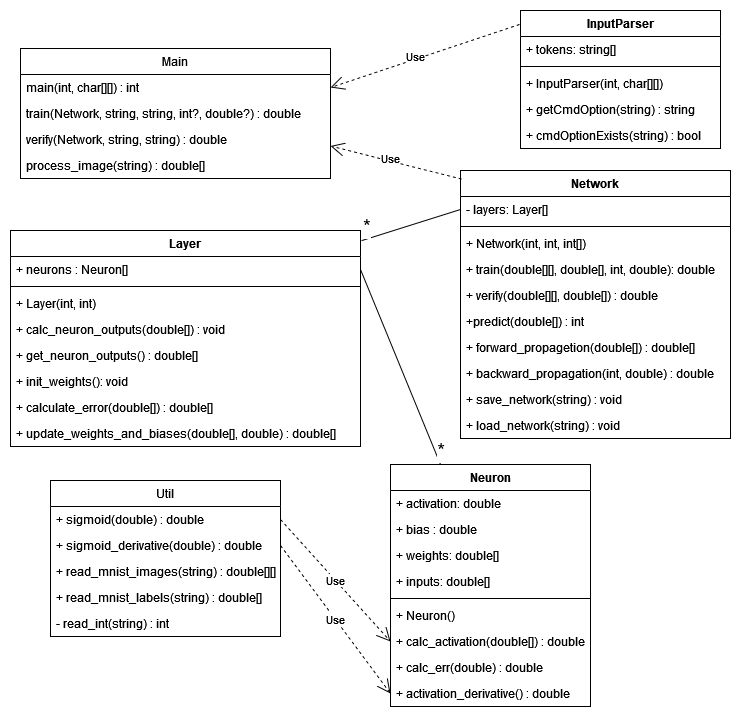 InputParser
+ tokens: string[]
+ InputParser(int, char[][])
+ getCmdOption(string) : string
+ cmdOptionExists(string) : bool
Use
Main
main(int, char[][]) : int
train(Network, string, string, int?, double?) : double
verify(Network, string, string) : double
process_image(string) : double[]
Use
Network
- layers: Layer[]
+ Network(int, int, int[])
+ train(double[][], double[], int, double): double
+ verify(double[][], double[]) : double
+predict(double[]) : int
+ forward_propagetion(double[]) : double[]
+ backward_propagation(int, double) : double
+ save_network(string) : void
+ load_network(string) : void
*
Layer
+ neurons : Neuron[]
+ Layer(int, int)
+ calc_neuron_outputs(double[]) : void
+ get_neuron_outputs() : double[]
+ init_weights(): void
+ calculate_error(double[]) : double[]
+ update_weights_and_biases(double[], double) : double[]
*
Util
+ sigmoid(double) : double
+ sigmoid_derivative(double) : double
+ read_mnist_images(string) : double[][]
+ read_mnist_labels(string) : double[]
- read_int(string) : int
Use
Use
Neuron
+ activation: double
+ bias : double
+ weights: double[]
+ inputs: double[]
+ Neuron()
+ calc_activation(double[]) : double
+ calc_err(double) : double
+ activation_derivative() : double